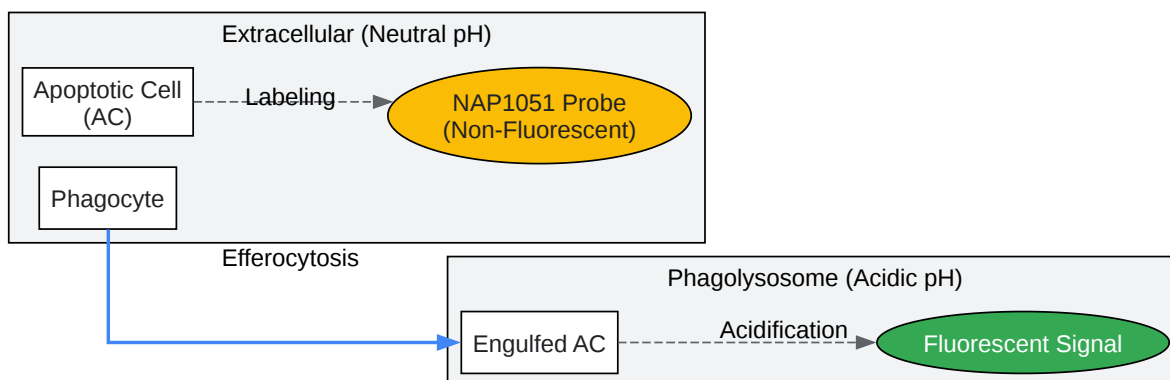 Extracellular (Neutral pH)
Apoptotic Cell
(AC)
Labeling
NAP1051 Probe
(Non-Fluorescent)
Phagocyte
Efferocytosis
Phagolysosome (Acidic pH)
Engulfed AC
Acidification
Fluorescent Signal